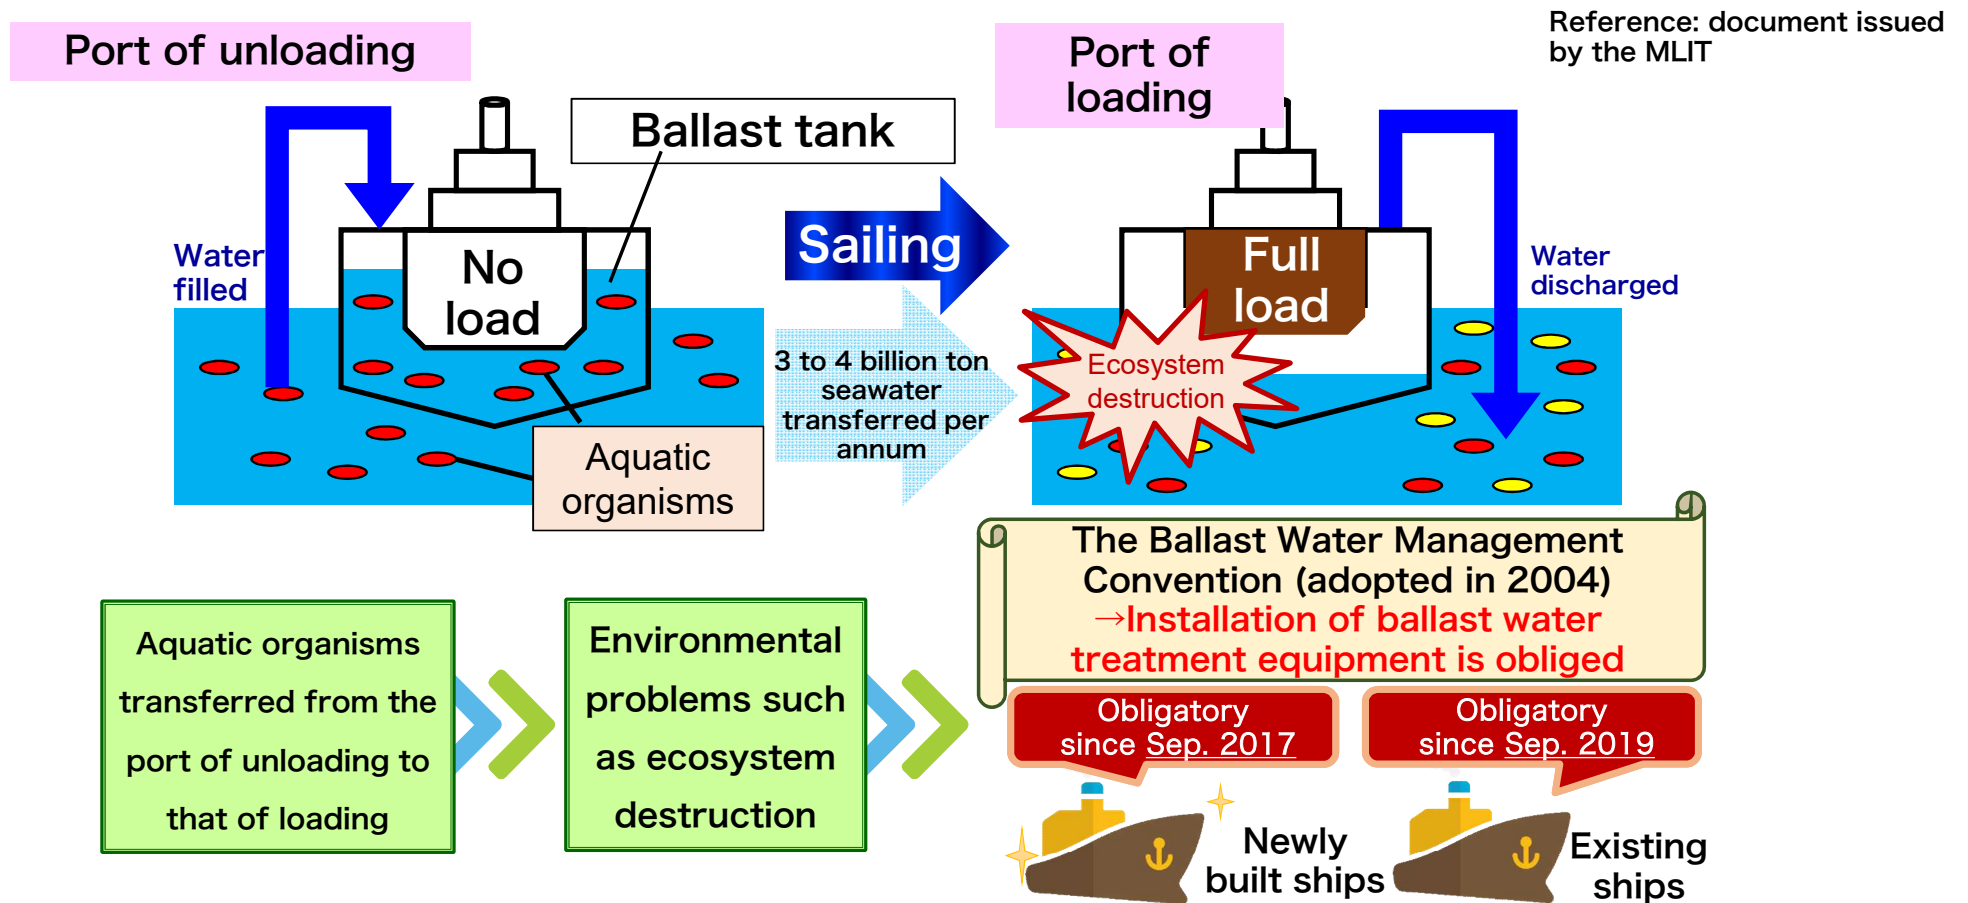 Port of unloading
Port of
loading
Reference: document issued
by the MLIT
Ballast tank
Water
filled
No
load
Sailing
Full
load
Water
discharged
3 to 4 billion ton
seawater
transferred per
annum
Ecosystem
destruction
Aquatic
organisms
The Ballast Water Management
Convention (adopted in 2004)
→Installation of ballast water
treatment equipment is obliged
Aquatic organisms
transferred from the
port of unloading to
that of loading
Environmental
problems such
as ecosystem
destruction
Obligatory
since Sep. 2017
Obligatory
since Sep. 2019
Newly
built ships
Existing
ships